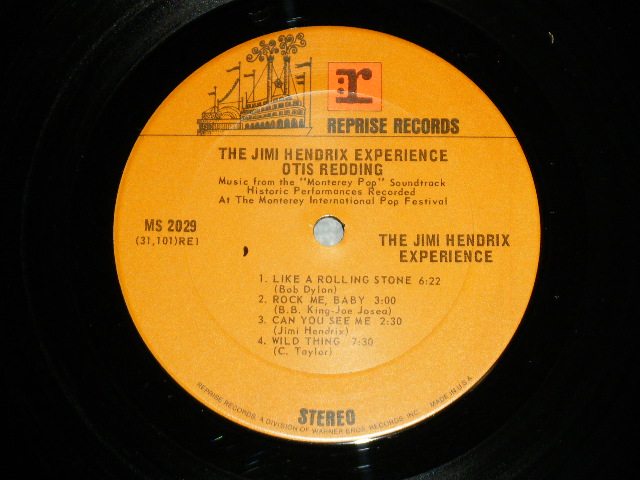 r
REPRISE RECORDS
THE JIMI HENDRIX EXPERIENCE
OTIS REDDING
Music from the "Monterey Pop" Soundtrack
Historic Performances Recorded
At The Monterey International Pop Festival
MS 2029
(31,101)RE1
THE JIMI HENDRIX
EXPERIENCE
1. LIKE A ROLLING STONE 6:22
(Bob Dylan)
2. ROCK ME, BABY 3:00
(B.B. King-Joe Josea)
3. CAN YOU SEE ME 2:30
(Jimi Hendrix)
4. WILD THING 7:30
(C. Taylor)
STEREO
REPRISE RECORDS, A DIVISION OF WARNER BROS. RECORDS, INC. MADE IN U.S.A.